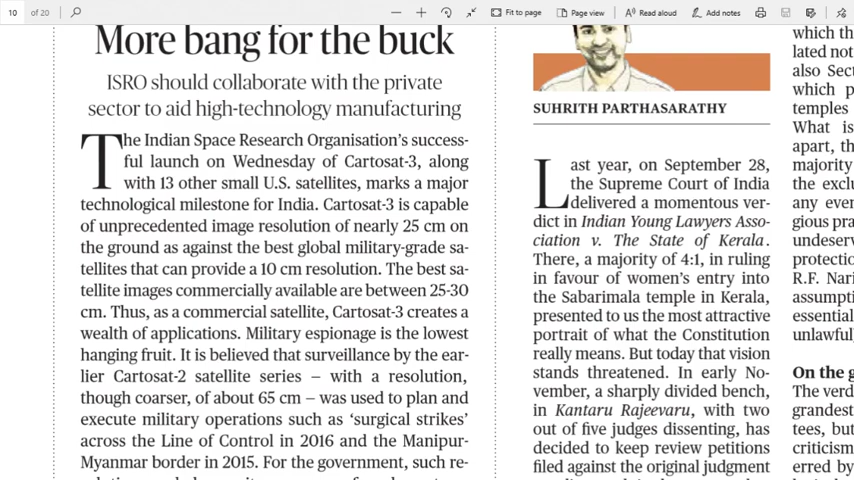 10 of 20
Fit to page
Page view
Read aloud
Add notes
More bang for the buck
ISRO should collaborate with the private
sector to aid high-technology manufacturing
The Indian Space Research Organisation's success-
ful launch on Wednesday of Cartosat-3, along
with 13 other small U.S. satellites, marks a major
technological milestone for India. Cartosat-3 is capable
of unprecedented image resolution of nearly 25 cm on
the ground as against the best global military-grade sa-
tellites that can provide a 10 cm resolution. The best sa-
tellite images commercially available are between 25-30
cm. Thus, as a commercial satellite, Cartosat-3 creates a
wealth of applications. Military espionage is the lowest
hanging fruit. It is believed that surveillance by the ear-
lier Cartosat-2 satellite series – with a resolution,
though coarser, of about 65 cm – was used to plan and
execute military operations such as ‘surgical strikes’
across the Line of Control in 2016 and the Manipur-
Myanmar border in 2015. For the government, such re-
SUHRITH PARTHASARATHY
Last year, on September 28,
the Supreme Court of India
delivered a momentous ver-
dict in Indian Young Lawyers Asso-
ciation v. The State of Kerala.
There, a majority of 4:1, in ruling
in favour of women's entry into
the Sabarimala temple in Kerala,
presented to us the most attractive
portrait of what the Constitution
really means. But today that vision
stands threatened. In early No-
vember, a sharply divided bench,
in Kantaru Rajeevaru, with two
out of five judges dissenting, has
decided to keep review petitions
filed against the original judgment
which th
lated not
also Sect
which p
temples
What is
apart, th
majority
the exclu
any even
gious pra
undeserv
protectio
R.F. Nari
assumpti
essential
unlawful
On the g
The verd
grandest
tees, but
criticism
erred by